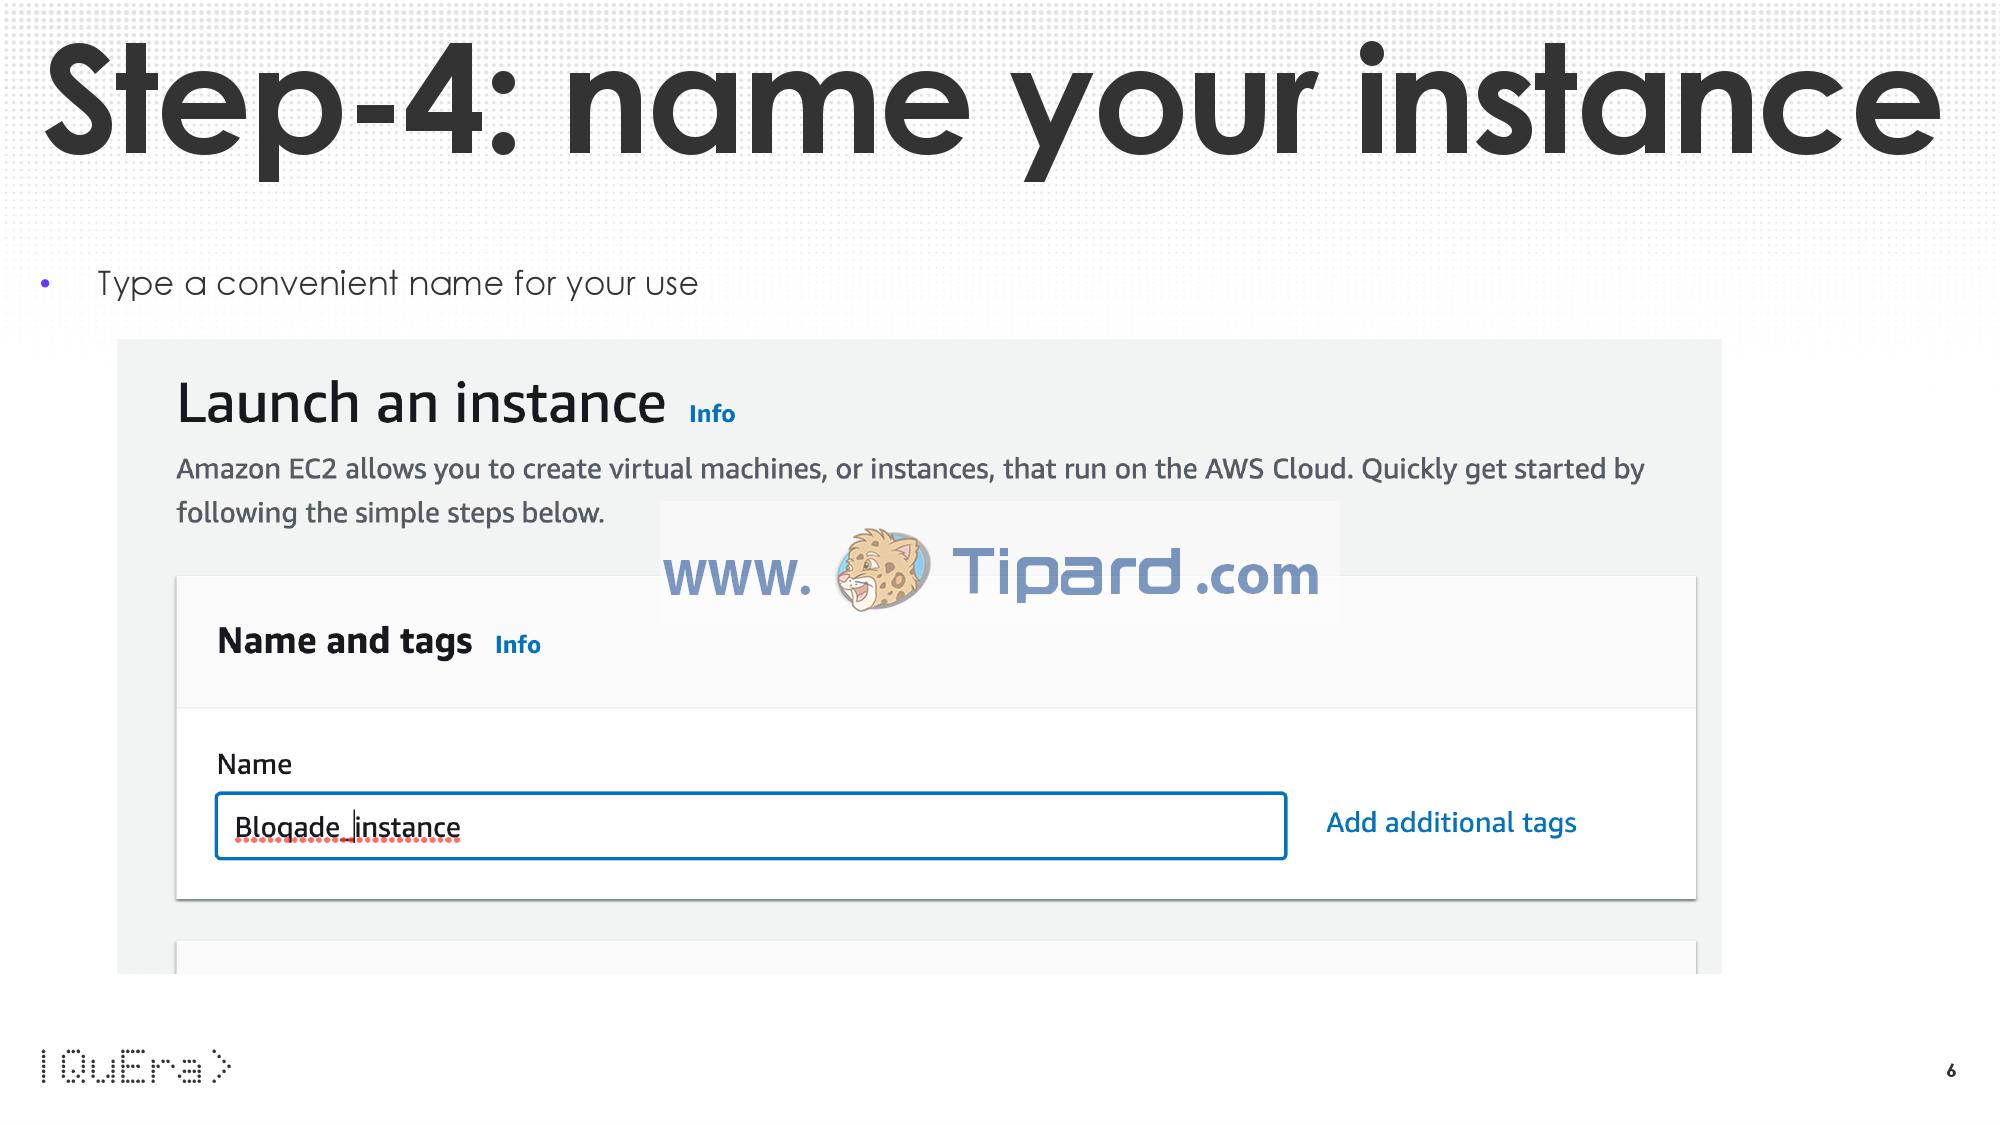 Step-4: name your instance
• Type a convenient name for your use
Launch an instance Info
Amazon EC2 allows you to create virtual machines, or instances, that run on the AWS Cloud. Quickly get started by
following the simple steps below.
www. Tipard .com
Name and tags Info
Name
Bloqade_instance
Add additional tags
|QuEra>
6